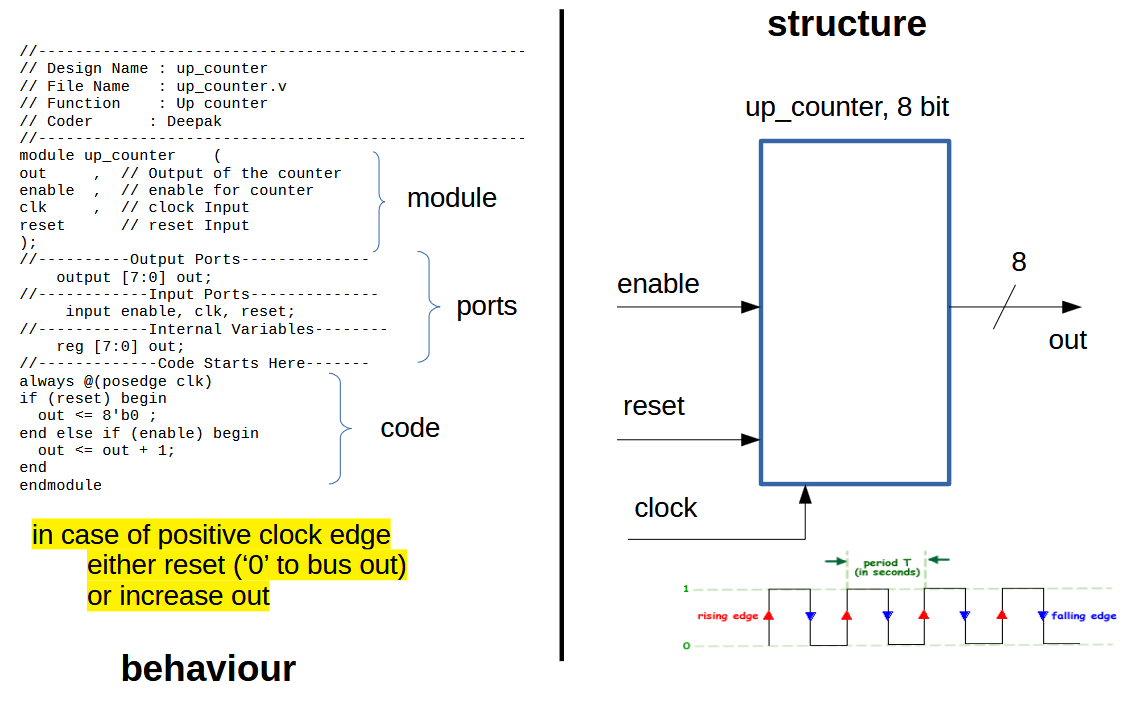 //-----------------------------------------------------
// Design Name : up_counter
// File Name   : up_counter.v
// Function    : Up counter
// Coder      : Deepak
//-----------------------------------------------------
module up_counter    (
out     ,  // Output of the counter
enable  ,  // enable for counter
clk     ,  // clock Input
reset      // reset Input
);
//----------Output Ports--------------
    output [7:0] out;
//------------Input Ports--------------
     input enable, clk, reset;
//------------Internal Variables--------
    reg [7:0] out;
//-------------Code Starts Here-------
always @(posedge clk)
if (reset) begin
  out <= 8'b0 ;
end else if (enable) begin
  out <= out + 1;
end
endmodule
module
ports
code
in case of positive clock edge
either reset (‘0’ to bus out)
or increase out
behaviour
structure
up_counter, 8 bit
enable
8
out
reset
clock
period T
(in seconds)
1
rising edge
falling edge
0